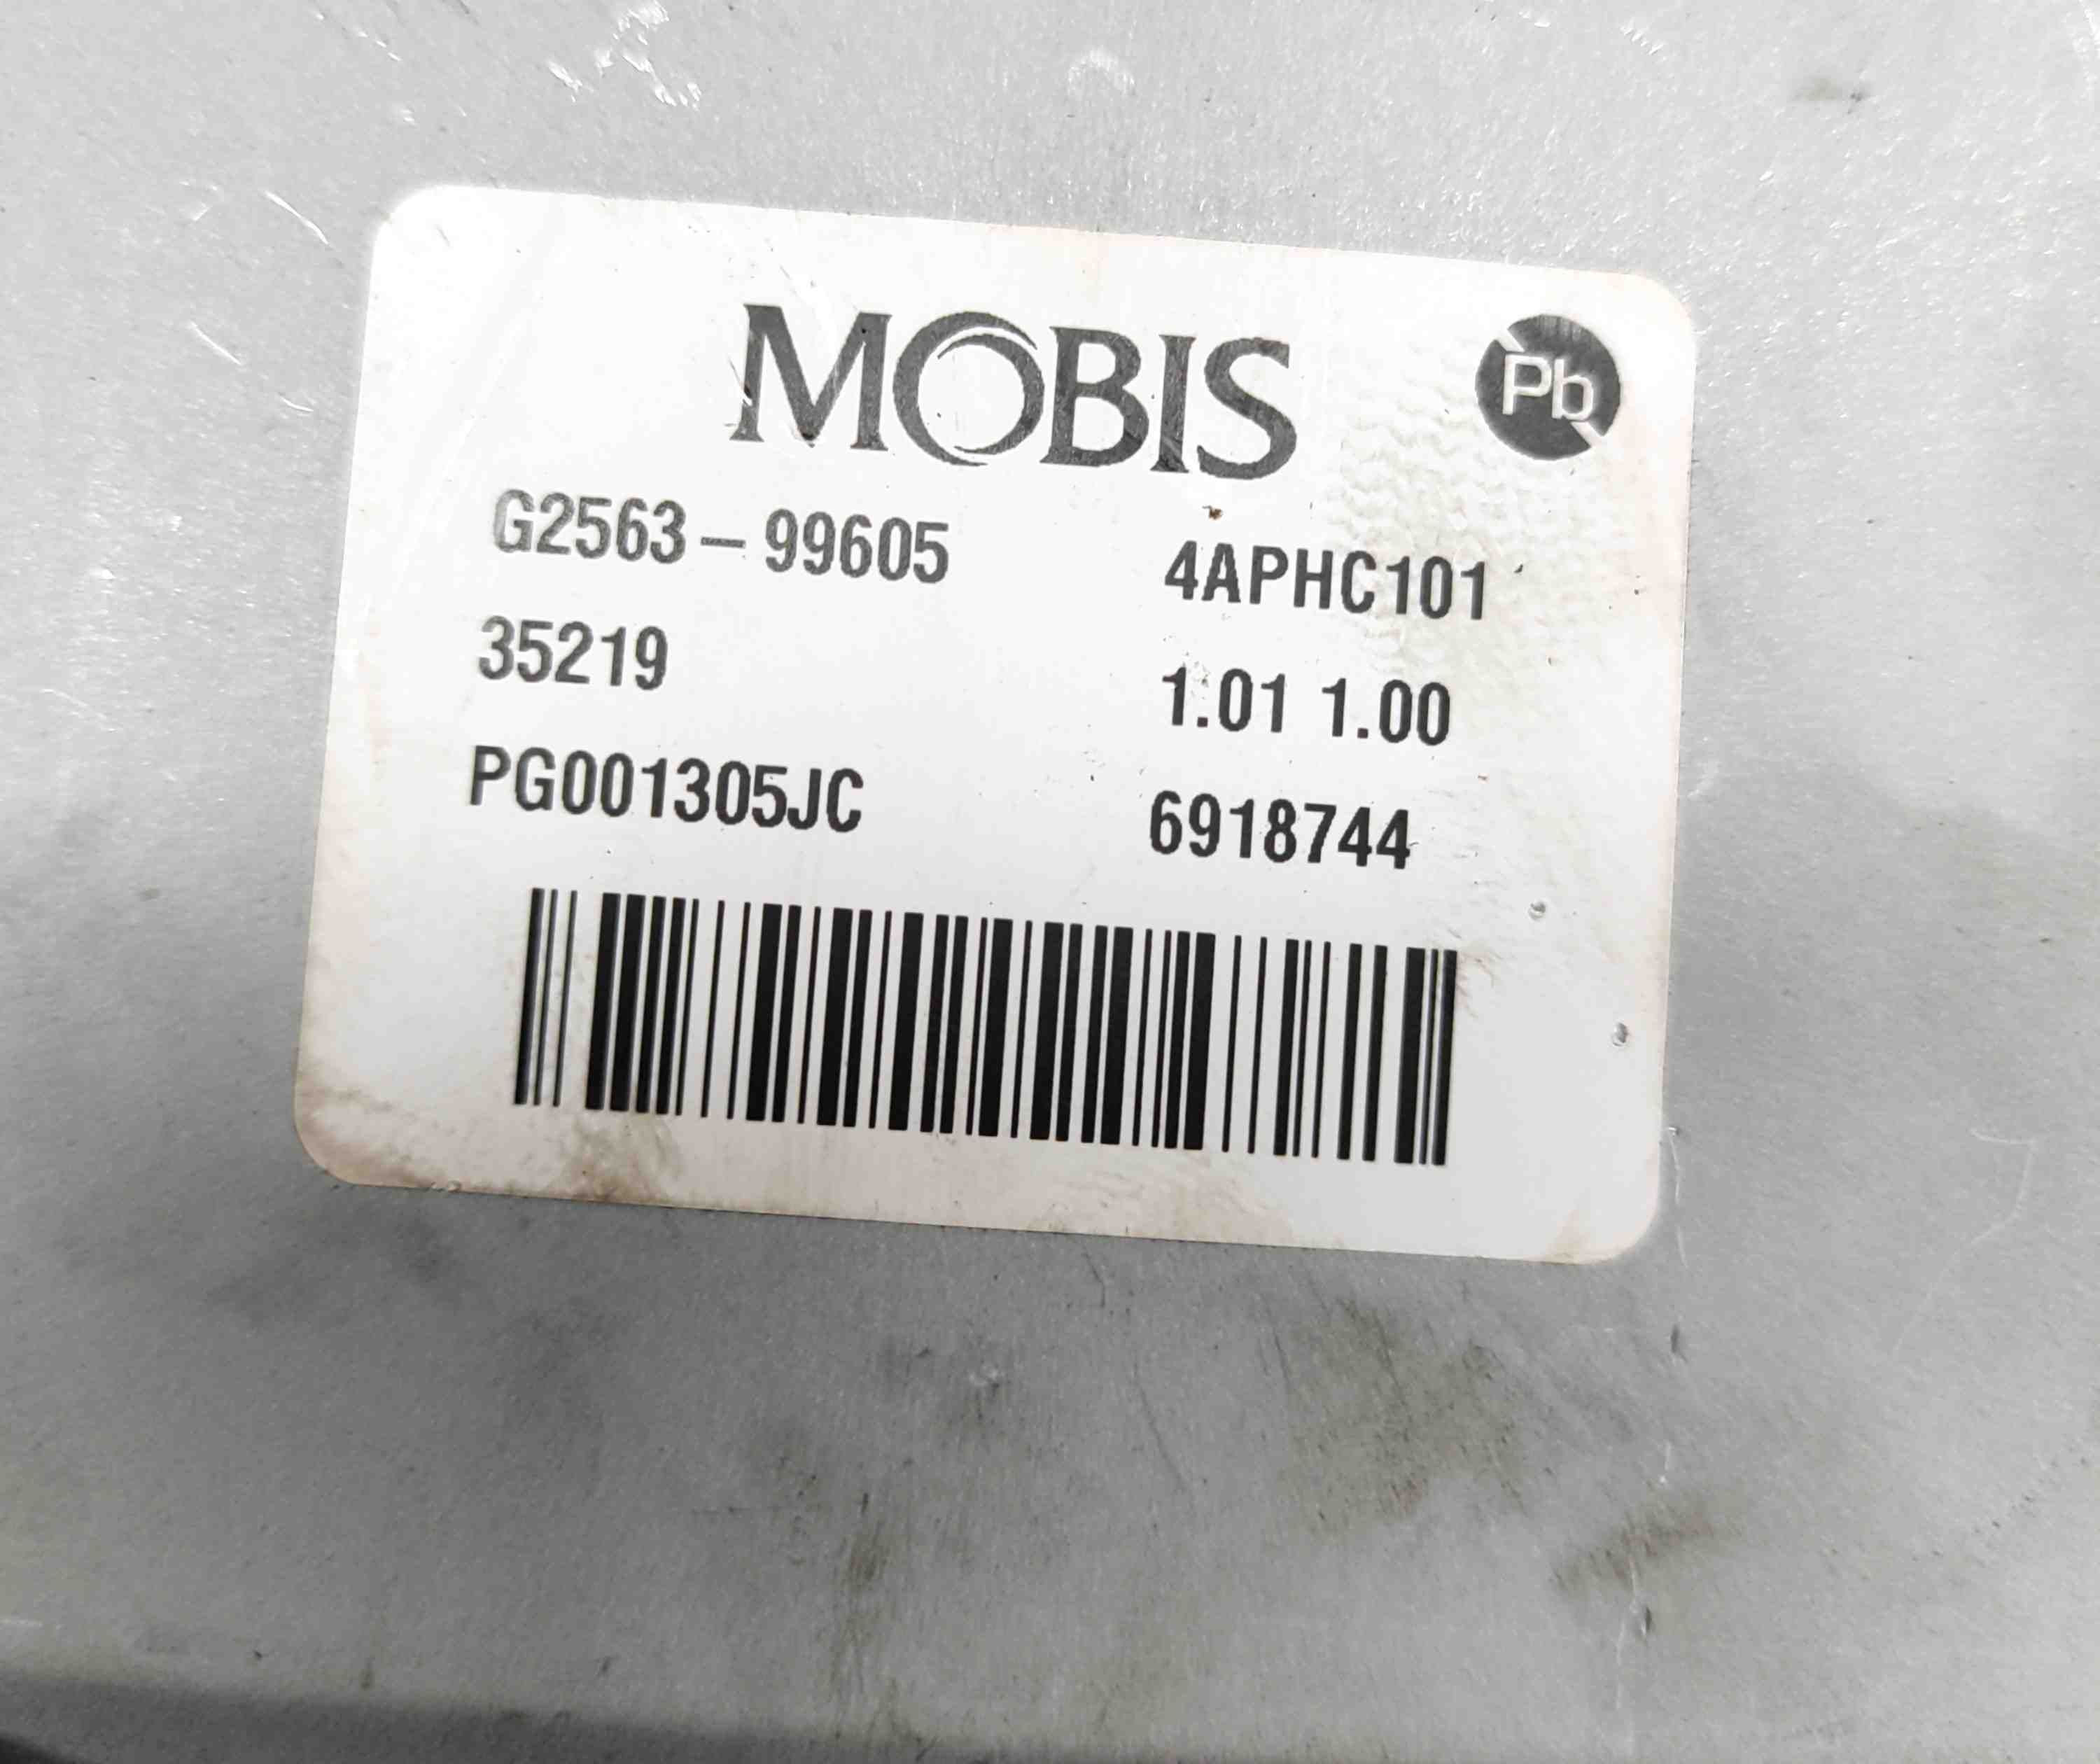 MOBIS Pb
G2563-99605 4APHC101
35219 1.01 1.00
PG001305JC 6918744